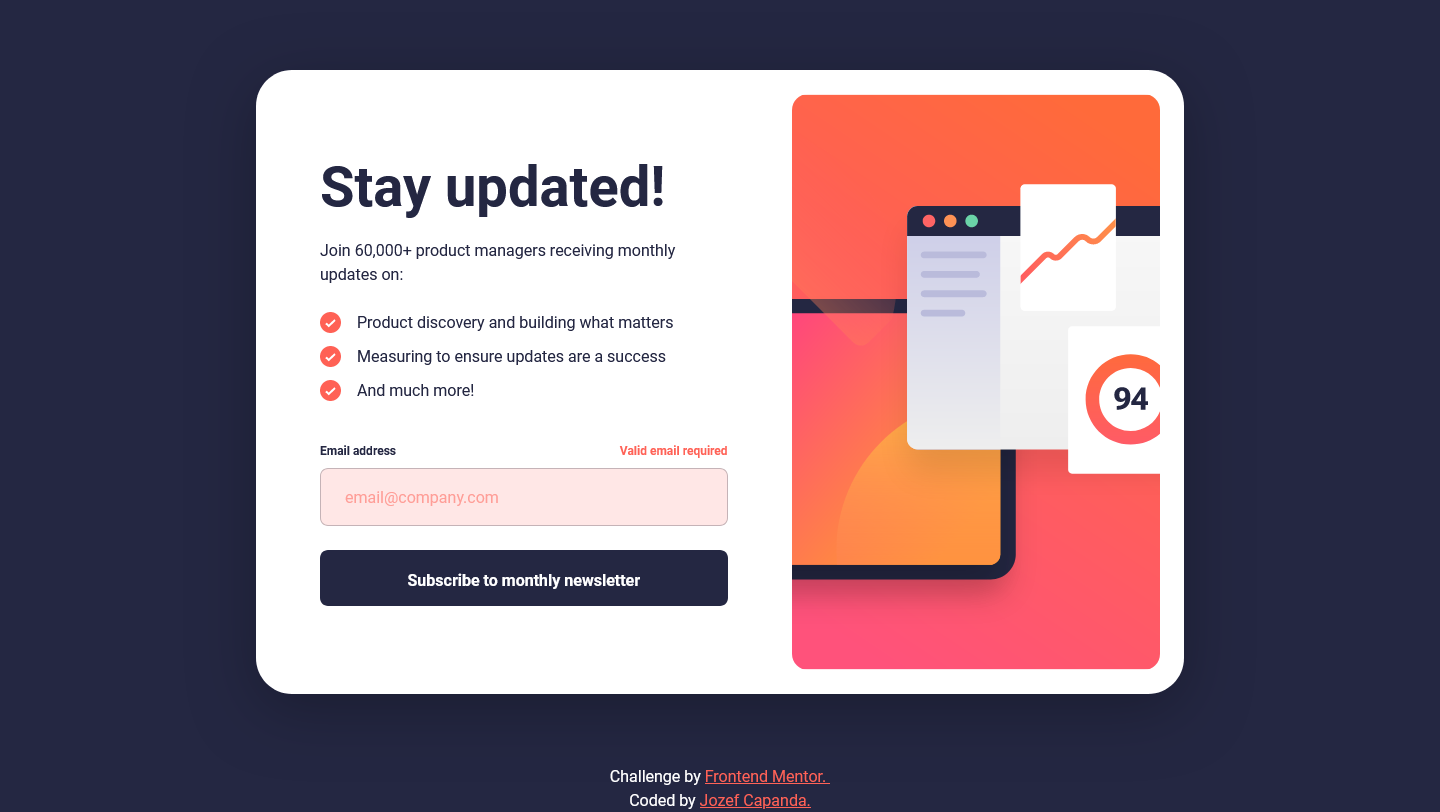 Stay updated!
Join 60,000+ product managers receiving monthly
updates on:
Product discovery and building what matters
Measuring to ensure updates are a success
And much more!
Email address
Valid email required
email@company.com
Subscribe to monthly newsletter
94
Challenge by Frontend Mentor.
Coded by Jozef Capanda.